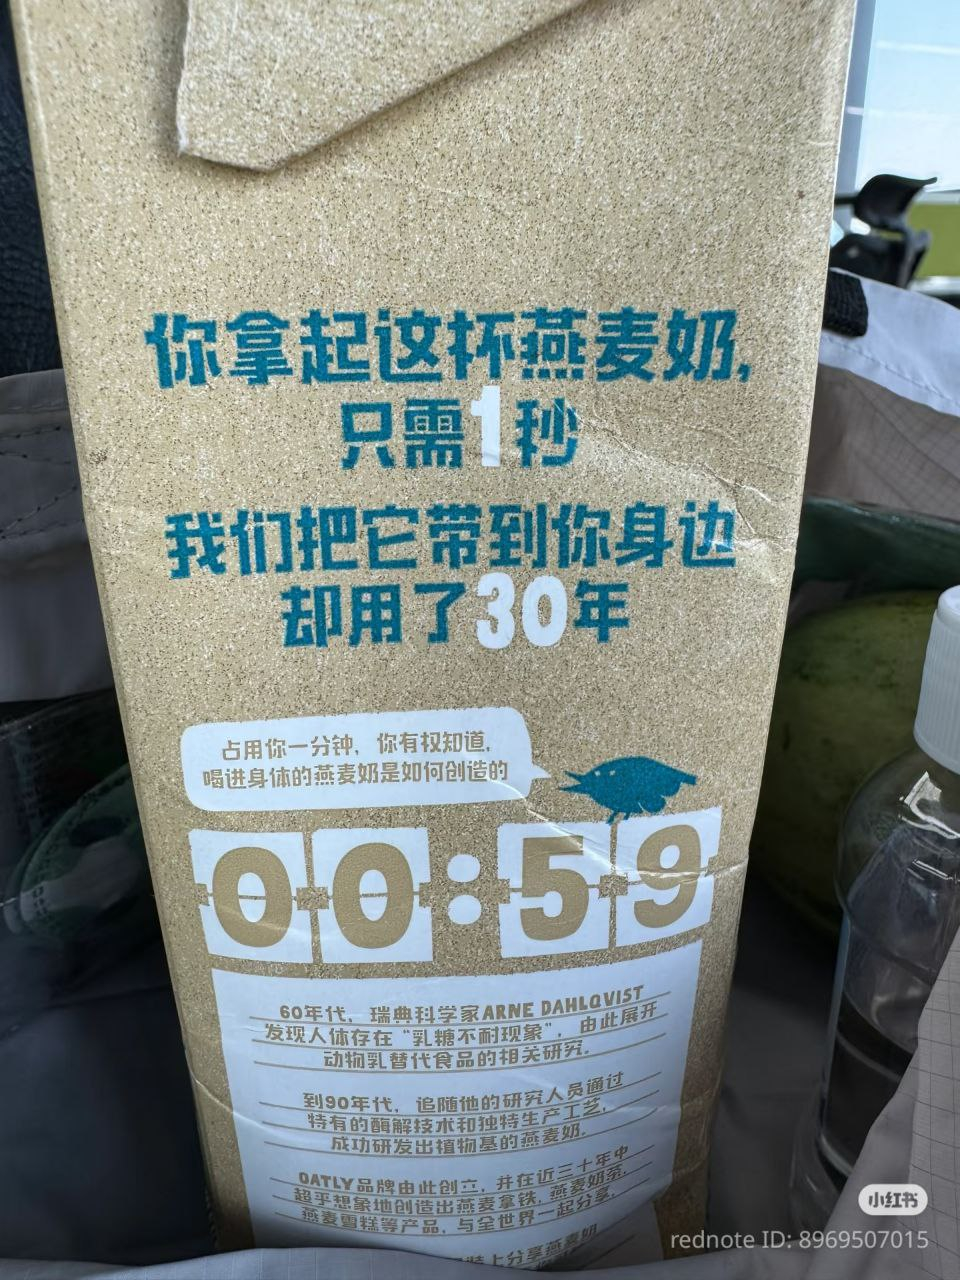 你拿起这杯燕麦奶,
只需1秒
我们把它带到你身边
却用了30年
占用你一分钟, 你有权知道,
喝进身体的燕麦奶是如何创造的
00:59
60年代, 瑞典科学家ARNE DAHLQVIST
发现人体存在“乳糖不耐现象”, 由此展开
动物乳替代食品的相关研究.
到90年代, 追随他的研究人员通过
特有的酶解技术和独特生产工艺,
成功研发出植物基的燕麦奶.
OATLY品牌由此创立, 并在近三十年中
超乎想象地创造出燕麦拿铁, 燕麦奶茶,
燕麦雪糕等产品, 与全世界一起分享.
装上分享燕麦奶
小红书
rednote ID: 8969507015